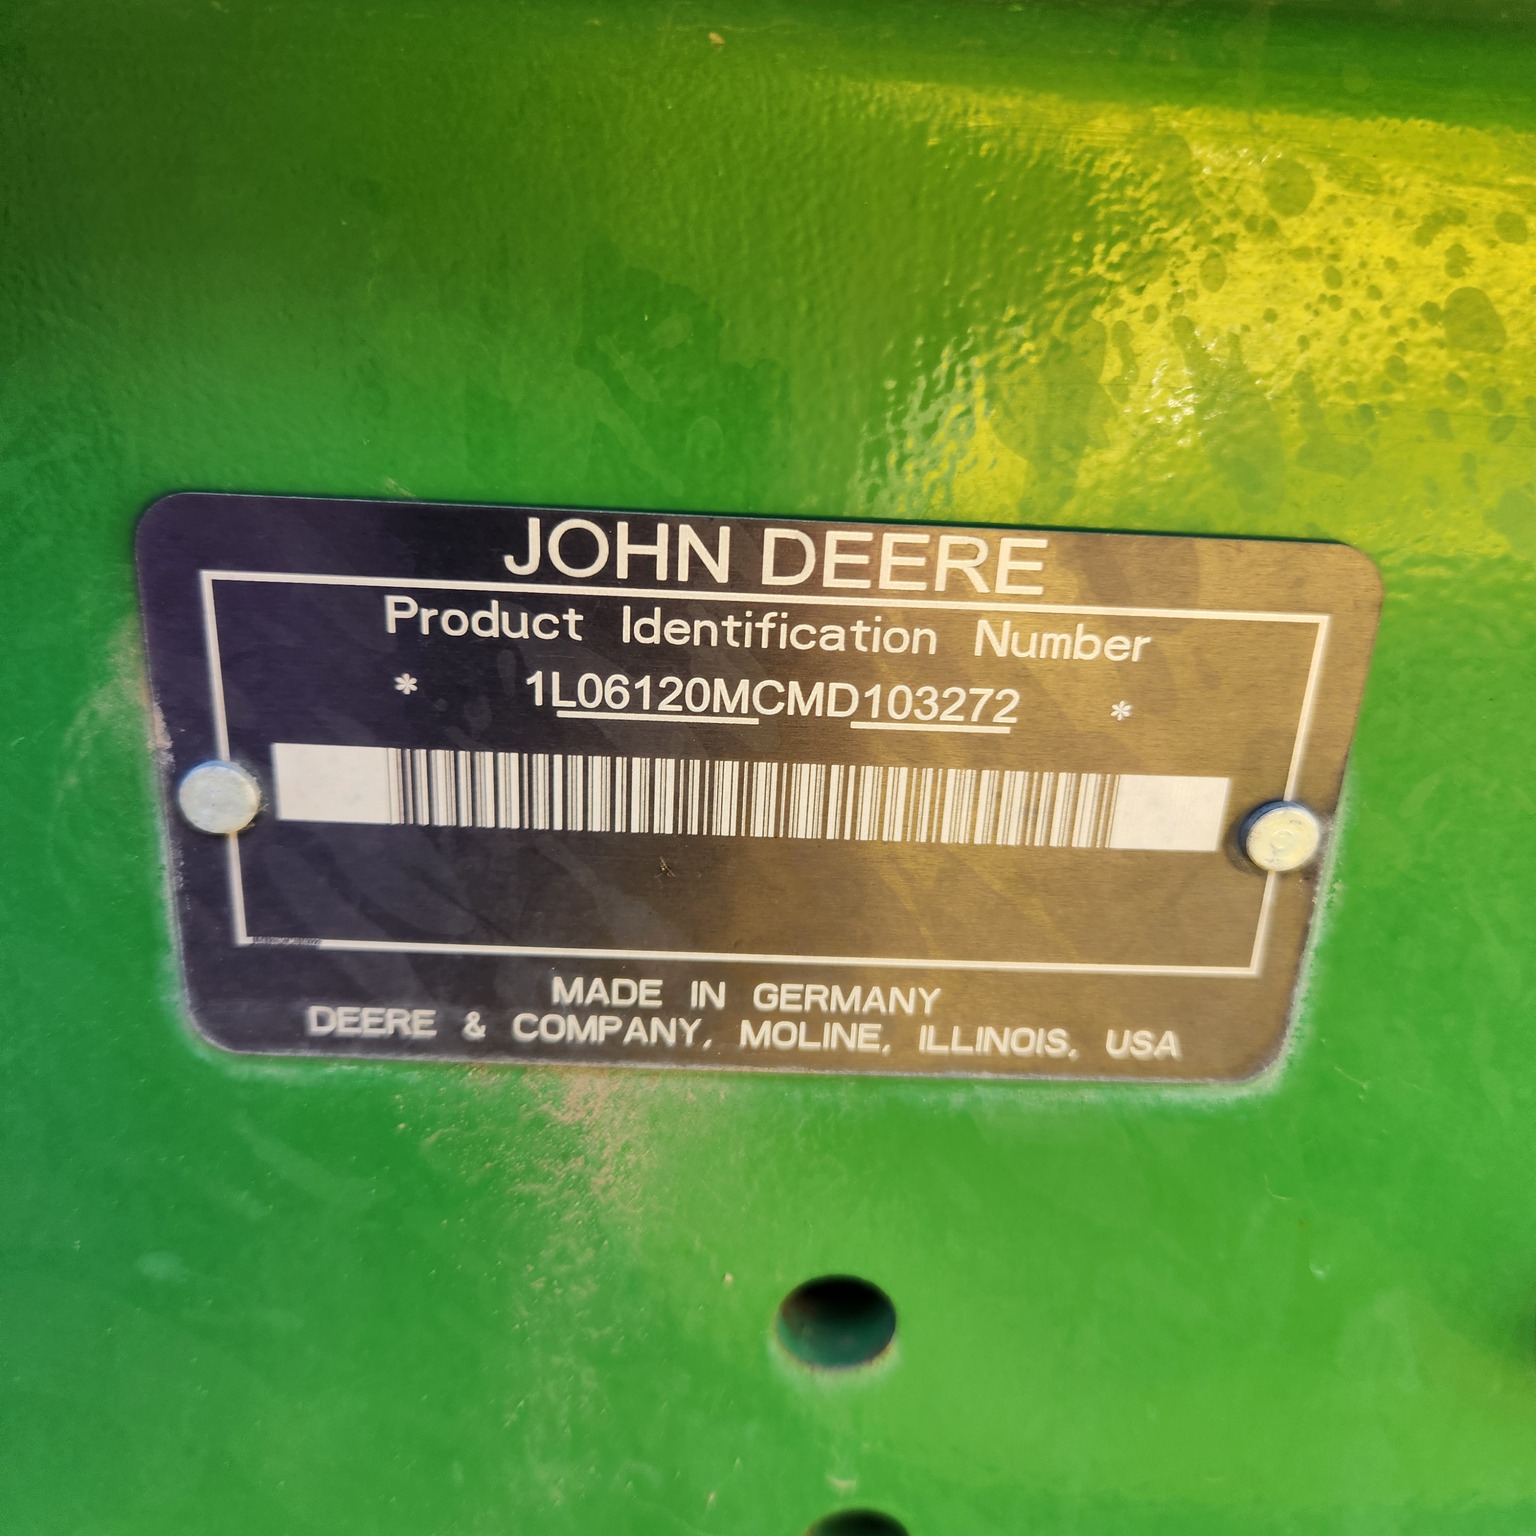 JOHN DEERE
Product Identification Number
* 1L06120MCMD103272 *
MADE IN GERMANY
DEERE & COMPANY, MOLINE, ILLINOIS, USA